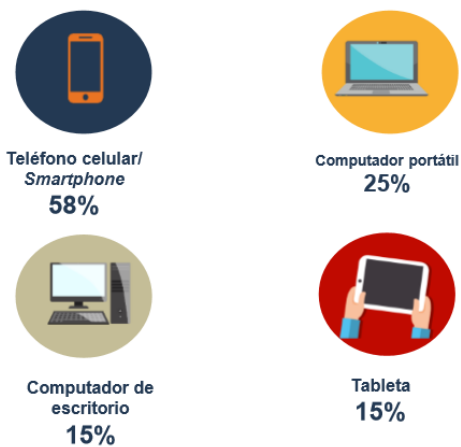 Teléfono celular/
Smartphone
58%
Computador portátil
25%
Computador de
escritorio
15%
Tableta
15%